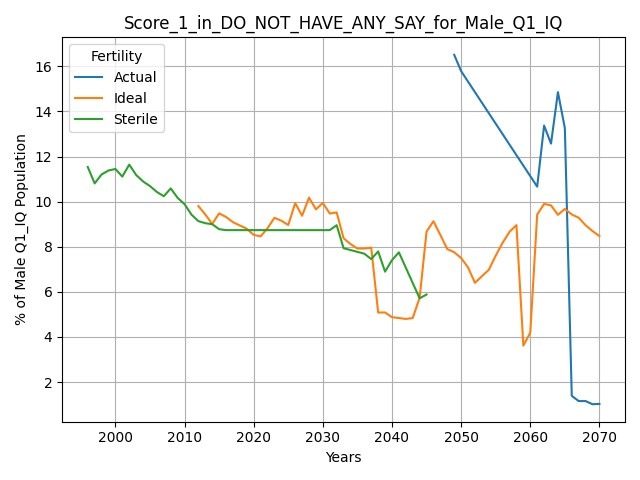 Score_1_in_DO_NOT_HAVE_ANY_SAY_for_Male_Q1_IQ
Fertility
Actual
Ideal
Sterile
% of Male Q1_IQ Population
16
14
12
10
8
6
4
2
2000 2010 2020 2030 2040 2050 2060 2070
Years